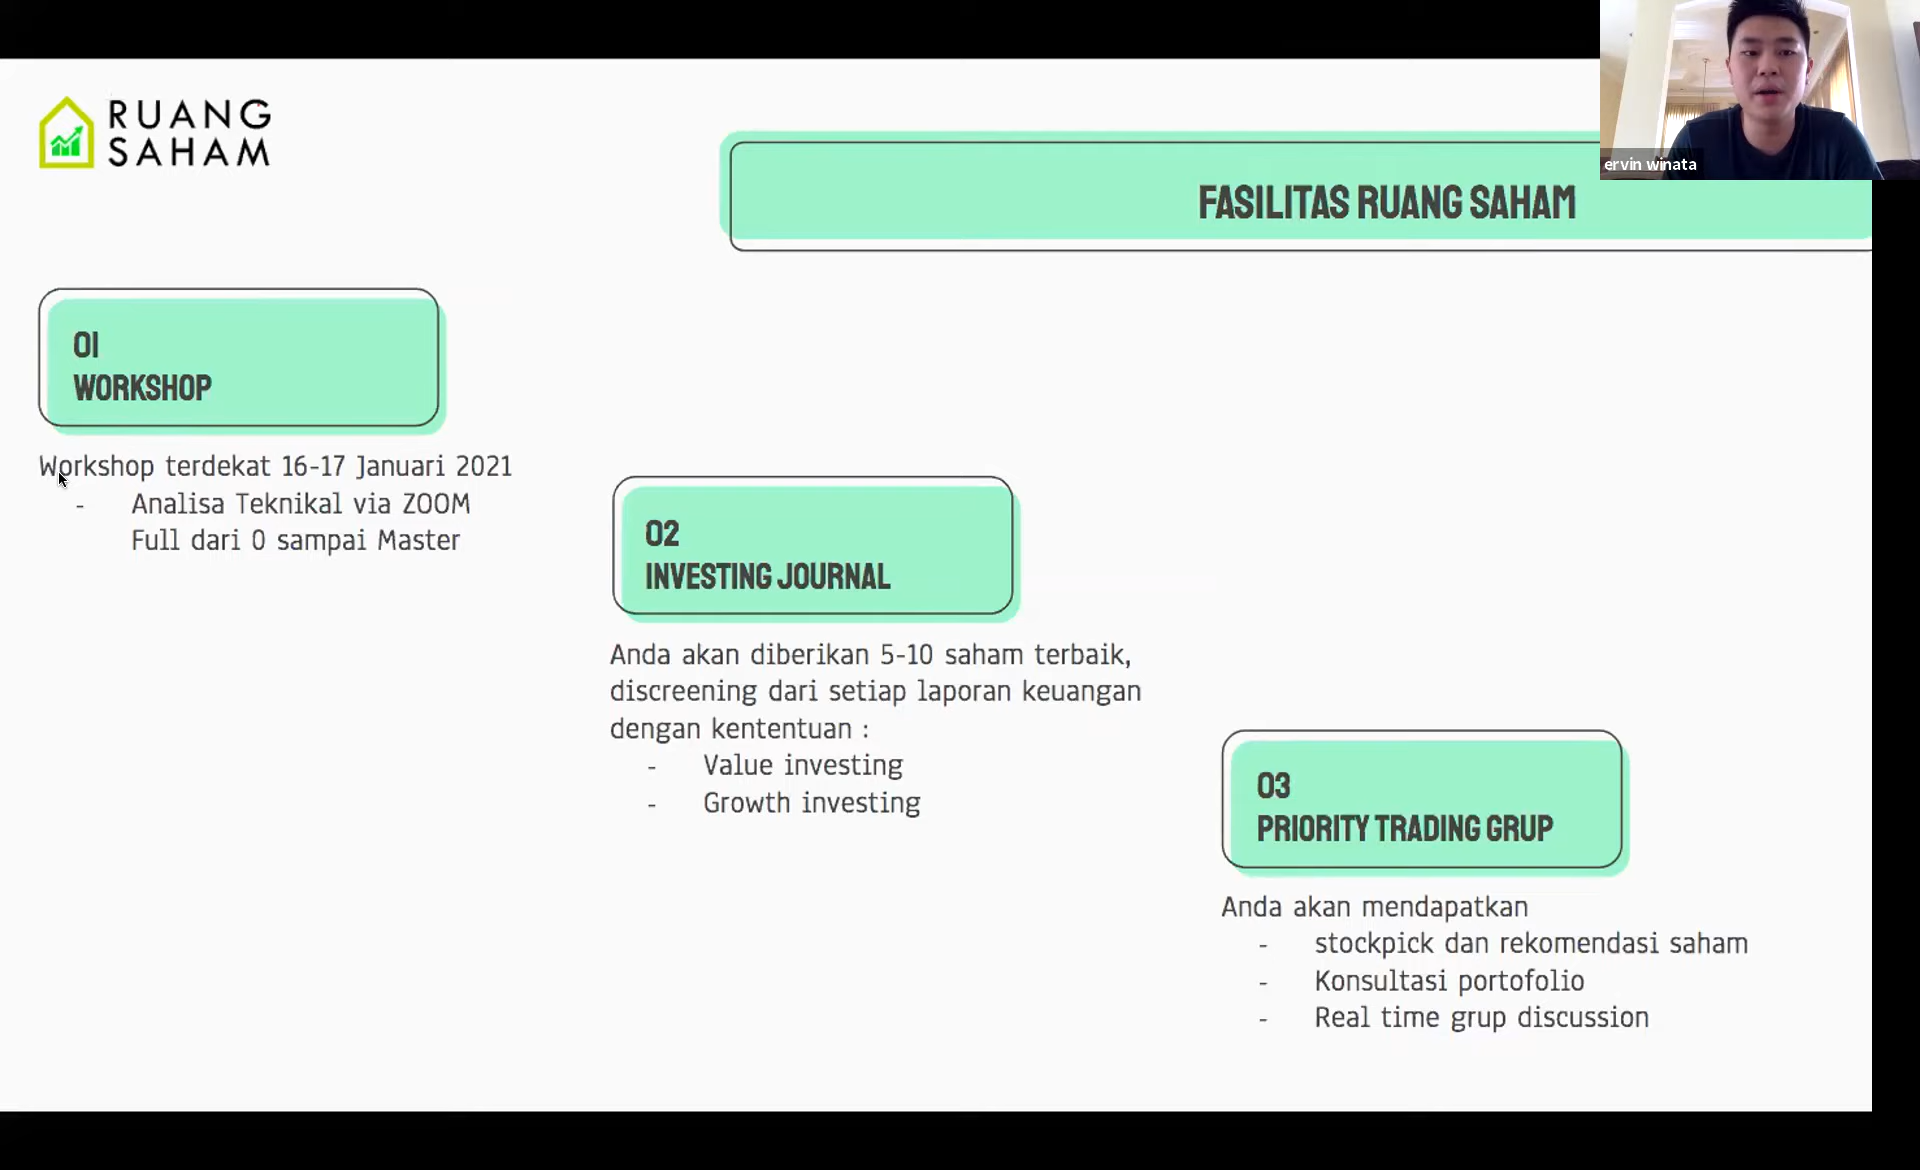 RUANG
SAHAM
ervin winata
FASILITAS RUANG SAHAM
01
WORKSHOP
Workshop terdekat 16-17 Januari 2021
- Analisa Teknikal via ZOOM
Full dari 0 sampai Master
02
INVESTING JOURNAL
Anda akan diberikan 5-10 saham terbaik,
discreening dari setiap laporan keuangan
dengan kententuan :
- Value investing
- Growth investing
03
PRIORITY TRADING GRUP
Anda akan mendapatkan
- stockpick dan rekomendasi saham
- Konsultasi portofolio
- Real time grup discussion